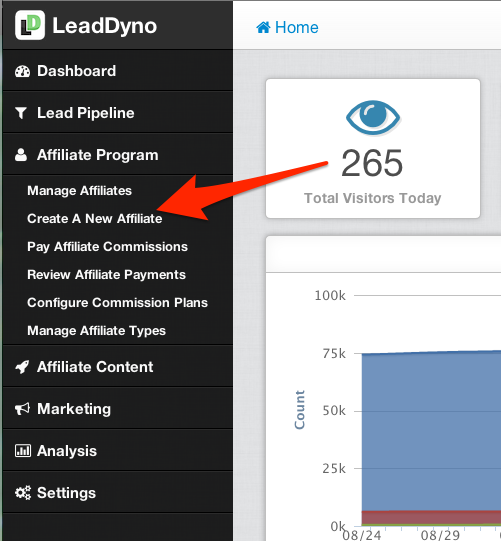 LD LeadDyno
Home
Dashboard
Lead Pipeline
Affiliate Program
Manage Affiliates
Create A New Affiliate
Pay Affiliate Commissions
Review Affiliate Payments
Configure Commission Plans
Manage Affiliate Types
Affiliate Content
Marketing
Analysis
Settings
265
Total Visitors Today
100k
75k
50k
25k
0k
Count
08/24
08/29